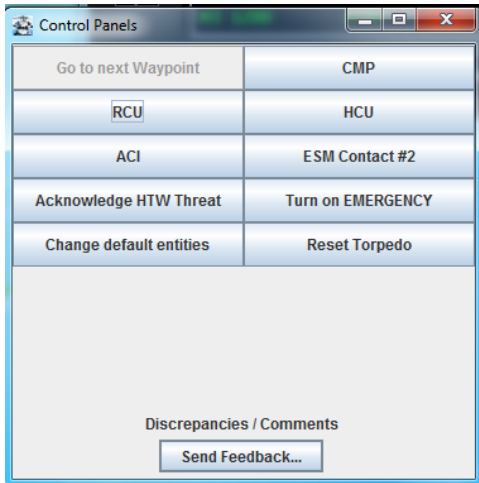 Control Panels
Go to next Waypoint CMP
RCU HCU
ACI ESM Contact #2
Acknowledge HTW Threat Turn on EMERGENCY
Change default entities Reset Torpedo
Discrepancies / Comments
Send Feedback...